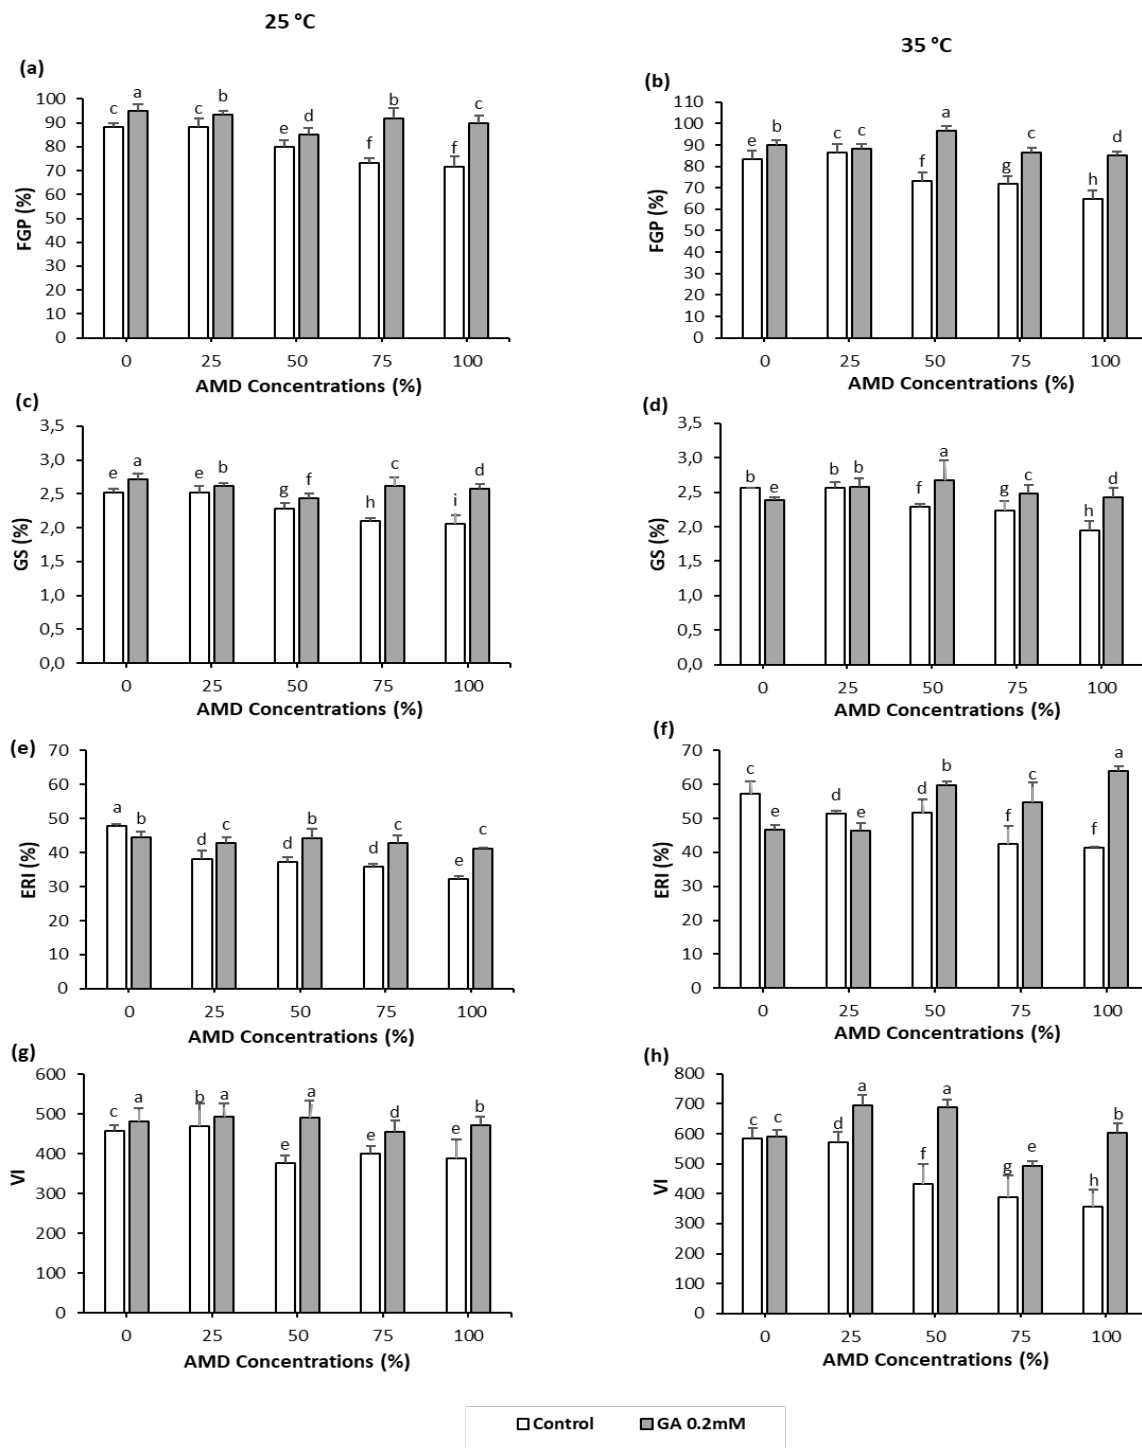 25 °C
35 °C
(a)
100
90
80
70
60
50
40
30
20
10
0
FGP (%)
c a c b e d f b f c
0 25 50 75 100
AMD Concentrations (%)
(b)
110
100
90
80
70
60
50
40
30
20
10
0
FGP (%)
e b c c f a g c h d
0 25 50 75 100
AMD Concentrations (%)
(c)
3,5
3,0
2,5
2,0
1,5
1,0
0,5
0,0
GS (%)
e a e b g f h c i d
0 25 50 75 100
AMD Concentrations (%)
(d)
3,5
3,0
2,5
2,0
1,5
1,0
0,5
0,0
GS (%)
b e b b f a g c h d
0 25 50 75 100
AMD Concentrations (%)
(e)
70
60
50
40
30
20
10
0
ERI (%)
a b d c d b d c e c
0 25 50 75 100
AMD Concentrations (%)
(f)
70
60
50
40
30
20
10
0
ERI (%)
c e d e d b f c f a
0 25 50 75 100
AMD Concentrations (%)
(g)
600
500
400
300
200
100
0
VI
c a b a e a e d e b
0 25 50 75 100
AMD Concentrations (%)
(h)
800
700
600
500
400
300
200
100
0
VI
c c d a f a g e h b
0 25 50 75 100
AMD Concentrations (%)
Control GA 0.2mM